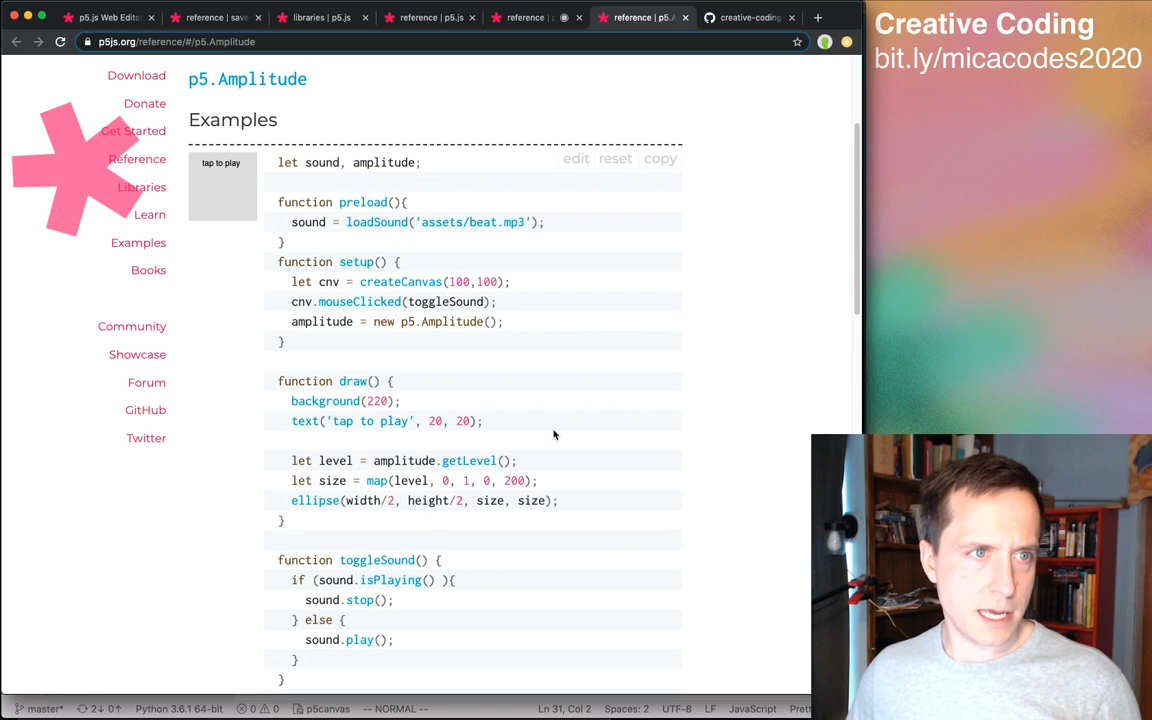 p5.js Web Edito
reference | save
libraries | p5.js
reference | p5.js
reference | p
reference | p5.A
creative-coding
p5js.org/reference/#/p5.Amplitude
Creative Coding
bit.ly/micacodes2020
Download
Donate
Get Started
Reference
Libraries
Learn
Examples
Books
Community
Showcase
Forum
GitHub
Twitter
p5.Amplitude
Examples
tap to play
edit reset copy
let sound, amplitude;
function preload(){
sound = loadSound('assets/beat.mp3');
}
function setup() {
let cnv = createCanvas(100,100);
cnv.mouseClicked(toggleSound);
amplitude = new p5.Amplitude();
}
function draw() {
background(220);
text('tap to play', 20, 20);
let level = amplitude.getLevel();
let size = map(level, 0, 1, 0, 200);
ellipse(width/2, height/2, size, size);
}
function toggleSound() {
if (sound.isPlaying() ){
sound.stop();
} else {
sound.play();
}
}
master* 2↓ 0↑ Python 3.6.1 64-bit 0 0 p5canvas -- NORMAL -- Ln 31, Col 2 Spaces: 2 UTF-8 LF JavaScript Prett